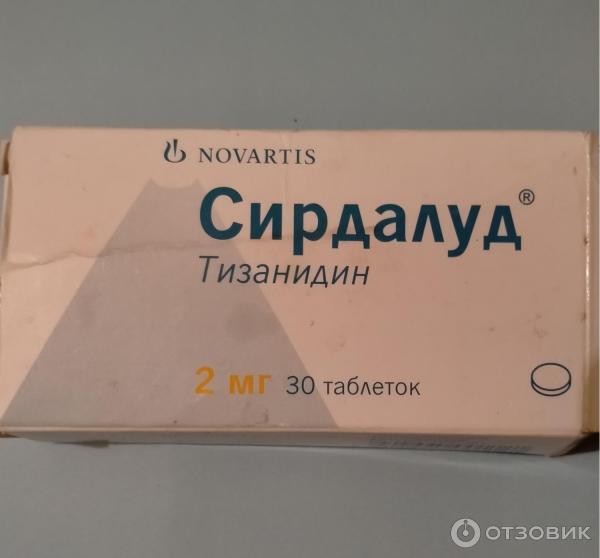 NOVARTIS
Сирдалуд®
Тизанидин
2 мг 30 таблеток
ОТЗОВИК